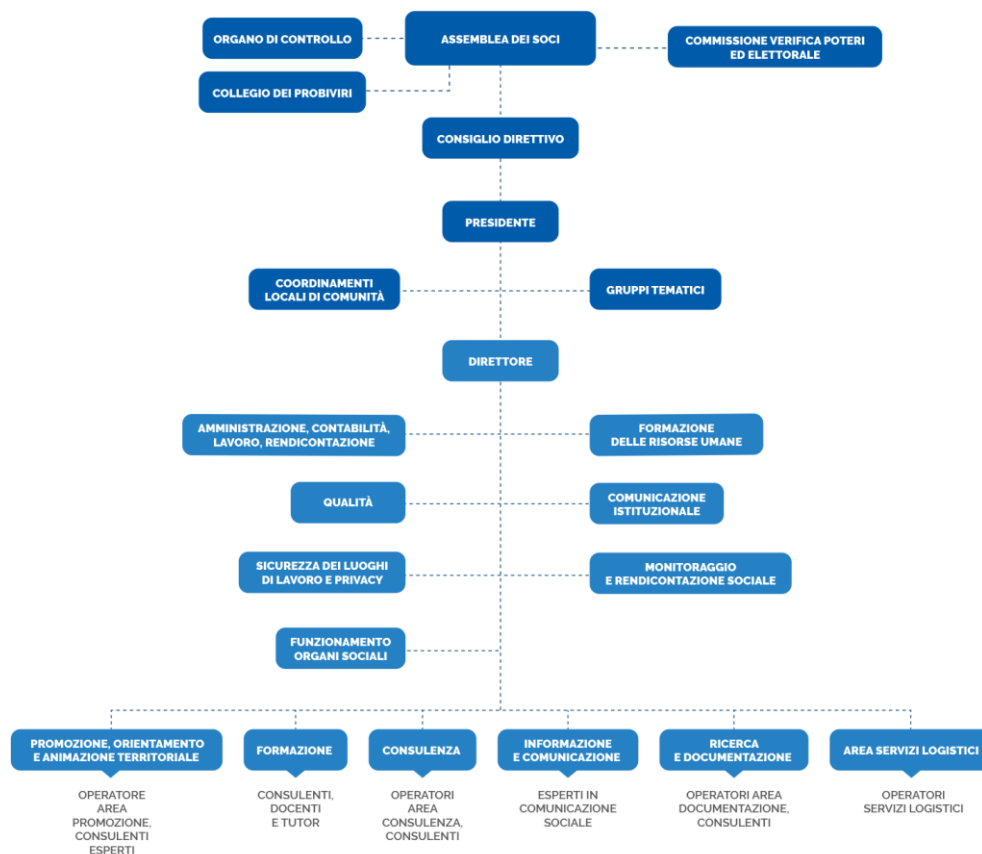 ORGANO DI CONTROLLO
ASSEMBLEA DEI SOCI
COMMISSIONE VERIFICA POTERI
ED ELETTORALE
COLLEGIO DEI PROBIVIRI
CONSIGLIO DIRETTIVO
PRESIDENTE
COORDINAMENTI
LOCALI DI COMUNITÀ
GRUPPI TEMATICI
DIRETTORE
AMMINISTRAZIONE, CONTABILITÀ,
LAVORO, RENDICONTAZIONE
FORMAZIONE
DELLE RISORSE UMANE
QUALITÀ
COMUNICAZIONE
ISTITUZIONALE
SICUREZZA DEI LUOGHI
DI LAVORO E PRIVACY
MONITORAGGIO
E RENDICONTAZIONE SOCIALE
FUNZIONAMENTO
ORGANI SOCIALI
PROMOZIONE, ORIENTAMENTO
E ANIMAZIONE TERRITORIALE
OPERATORE
AREA
PROMOZIONE,
CONSULENTI
ESPERTI
FORMAZIONE
CONSULENTI,
DOCENTI
E TUTOR
CONSULENZA
OPERATORI
AREA
CONSULENZA,
CONSULENTI
INFORMAZIONE
E COMUNICAZIONE
ESPERTI IN
COMUNICAZIONE
SOCIALE
RICERCA
E DOCUMENTAZIONE
OPERATORI AREA
DOCUMENTAZIONE,
CONSULENTI
AREA SERVIZI LOGISTICI
OPERATORI
SERVIZI LOGISTICI